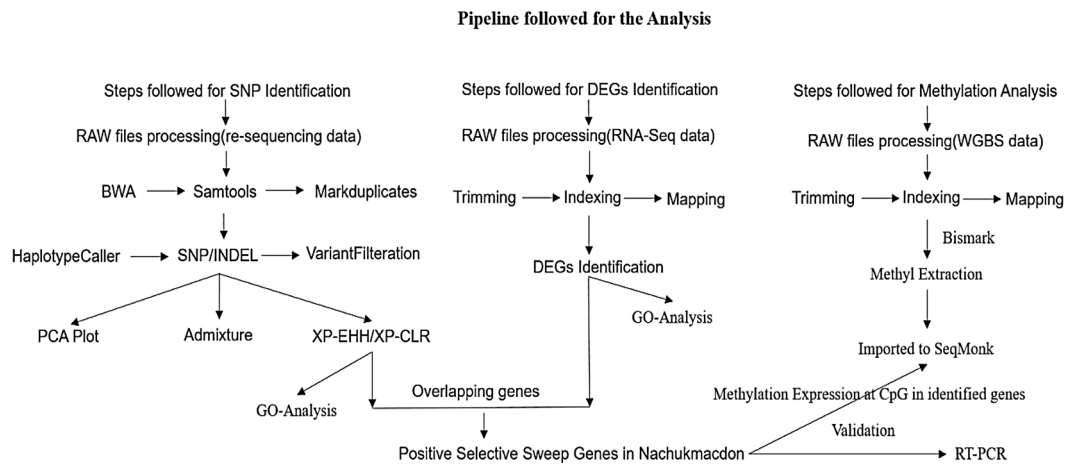 Pipeline followed for the Analysis
Steps followed for SNP Identification
RAW files processing(re-sequencing data)
BWA
Samtools
Markduplicates
HaplotypeCaller
SNP/INDEL
VariantFilteration
PCA Plot
Admixture
XP-EHH/XP-CLR
GO-Analysis
Steps followed for DEGs Identification
RAW files processing(RNA-Seq data)
Trimming
Indexing
Mapping
DEGs Identification
GO-Analysis
Overlapping genes
Positive Selective Sweep Genes in Nachukmacdon
Steps followed for Methylation Analysis
RAW files processing(WGBS data)
Trimming
Indexing
Mapping
Bismark
Methyl Extraction
Imported to SeqMonk
Methylation Expression at CpG in identified genes
Validation
RT-PCR